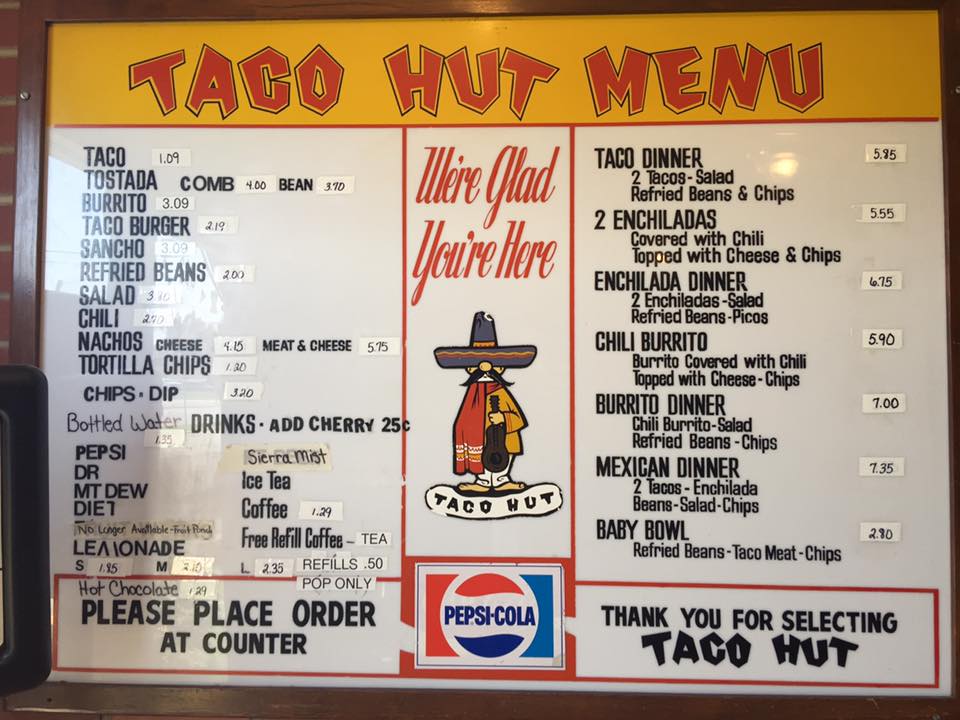 TACO HUT MENU
TACO 1.09
TOSTADA COMB 4.00 BEAN 3.70
BURRITO 3.09
TACO BURGER 2.19
SANCHO 3.09
REFRIED BEANS 2.00
SALAD
CHILI 2.70
NACHOS CHEESE 4.15 MEAT & CHEESE 5.75
TORTILLA CHIPS 1.20
CHIPS - DIP 3.20
Bottled Water 1.35
DRINKS - ADD CHERRY 25¢
PEPSI
DR
MT DEW
DIET
No Longer Available - Fruit Punch
LEMONADE
Sierra Mist
Ice Tea
Coffee 1.29
Free Refill Coffee - TEA
S 1.85 M L 2.35 REFILLS .50
POP ONLY
Hot Chocolate 1.29
PLEASE PLACE ORDER
AT COUNTER
We're Glad
You're Here
TACO HUT
PEPSI-COLA
TACO DINNER 5.85
2 Tacos - Salad
Refried Beans & Chips
2 ENCHILADAS 5.55
Covered with Chili
Topped with Cheese & Chips
ENCHILADA DINNER 6.75
2 Enchiladas - Salad
Refried Beans - Picos
CHILI BURRITO 5.90
Burrito Covered with Chili
Topped with Cheese - Chips
BURRITO DINNER 7.00
Chili Burrito - Salad
Refried Beans - Chips
MEXICAN DINNER 7.35
2 Tacos - Enchilada
Beans - Salad - Chips
BABY BOWL 2.80
Refried Beans - Taco Meat - Chips
THANK YOU FOR SELECTING
TACO HUT